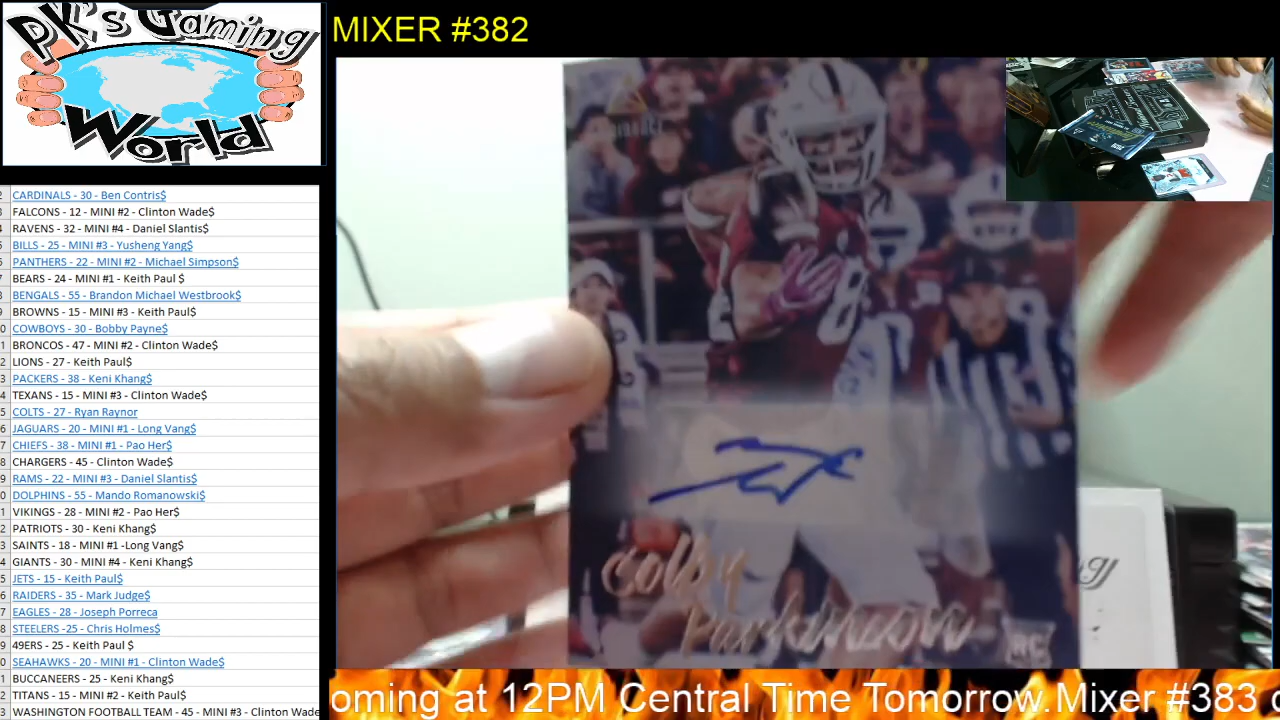 PK's Gaming
World
MIXER #382
CARDINALS - 30 - Ben Contris$
FALCONS - 12 - MINI #2 - Clinton Wade$
RAVENS - 32 - MINI #4 - Daniel Slantis$
BILLS - 25 - MINI #3 - Yusheng Yang$
PANTHERS - 22 - MINI #2 - Michael Simpson$
BEARS - 24 - MINI #1 - Keith Paul $
BENGALS - 55 - Brandon Michael Westbrook$
BROWNS - 15 - MINI #3 - Keith Paul$
COWBOYS - 30 - Bobby Payne$
BRONCOS - 47 - MINI #2 - Clinton Wade$
LIONS - 27 - Keith Paul$
PACKERS - 38 - Keni Khang$
TEXANS - 15 - MINI #3 - Clinton Wade$
COLTS - 27 - Ryan Raynor
JAGUARS - 20 - MINI #1 - Long Vang$
CHIEFS - 38 - MINI #1 - Pao Her$
CHARGERS - 45 - Clinton Wade$
RAMS - 22 - MINI #3 - Daniel Slantis$
DOLPHINS - 55 - Mando Romanowski$
VIKINGS - 28 - MINI #2 - Pao Her$
PATRIOTS - 30 - Keni Khang$
SAINTS - 18 - MINI #1 -Long Vang$
GIANTS - 30 - MINI #4 - Keni Khang$
JETS - 15 - Keith Paul$
RAIDERS - 35 - Mark Judge$
EAGLES - 28 - Joseph Porreca
STEELERS -25 - Chris Holmes$
49ERS - 25 - Keith Paul $
SEAHAWKS - 20 - MINI #1 - Clinton Wade$
BUCCANEERS - 25 - Keni Khang$
TITANS - 15 - MINI #2 - Keith Paul$
WASHINGTON FOOTBALL TEAM - 45 - MINI #3 - Clinton Wade
8
Colby
Parkinson
RC
oming at 12PM Central Time Tomorrow.Mixer #383